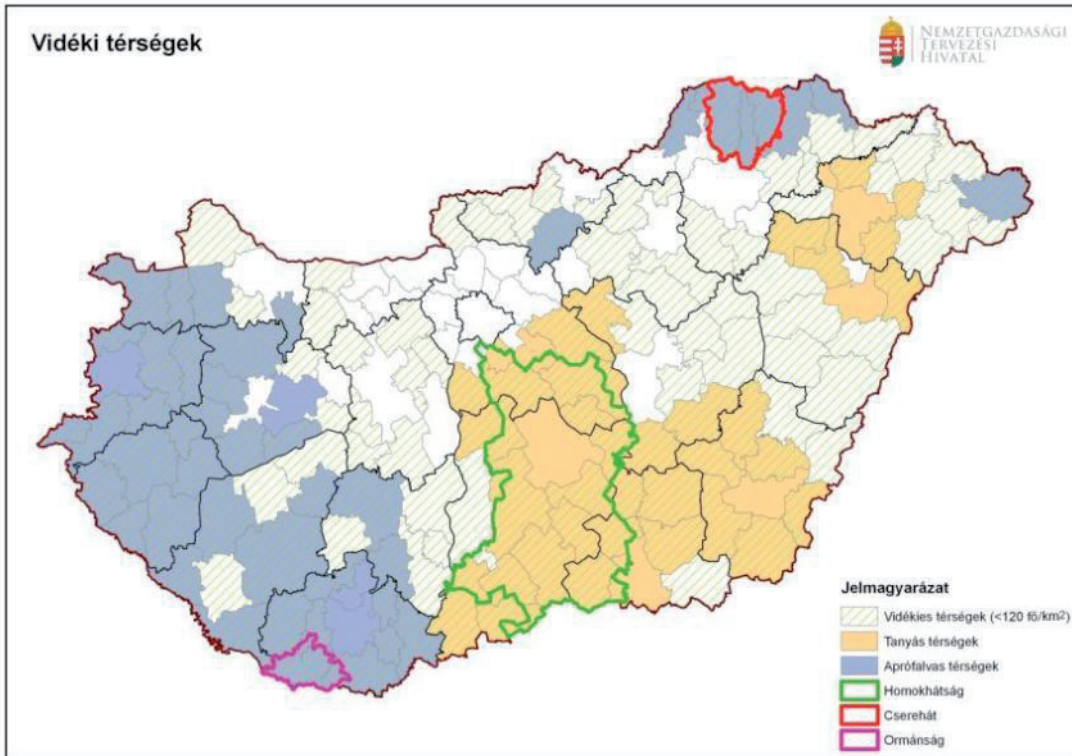 Vidéki térségek
NEMZETGAZDASÁGI
TERVEZÉSI
HIVATAL
Jelmagyarázat
Vidékies térségek (<120 fő/km2)
Tanyás térségek
Aprófalvas térségek
Homokhátság
Cserehát
Ormánság